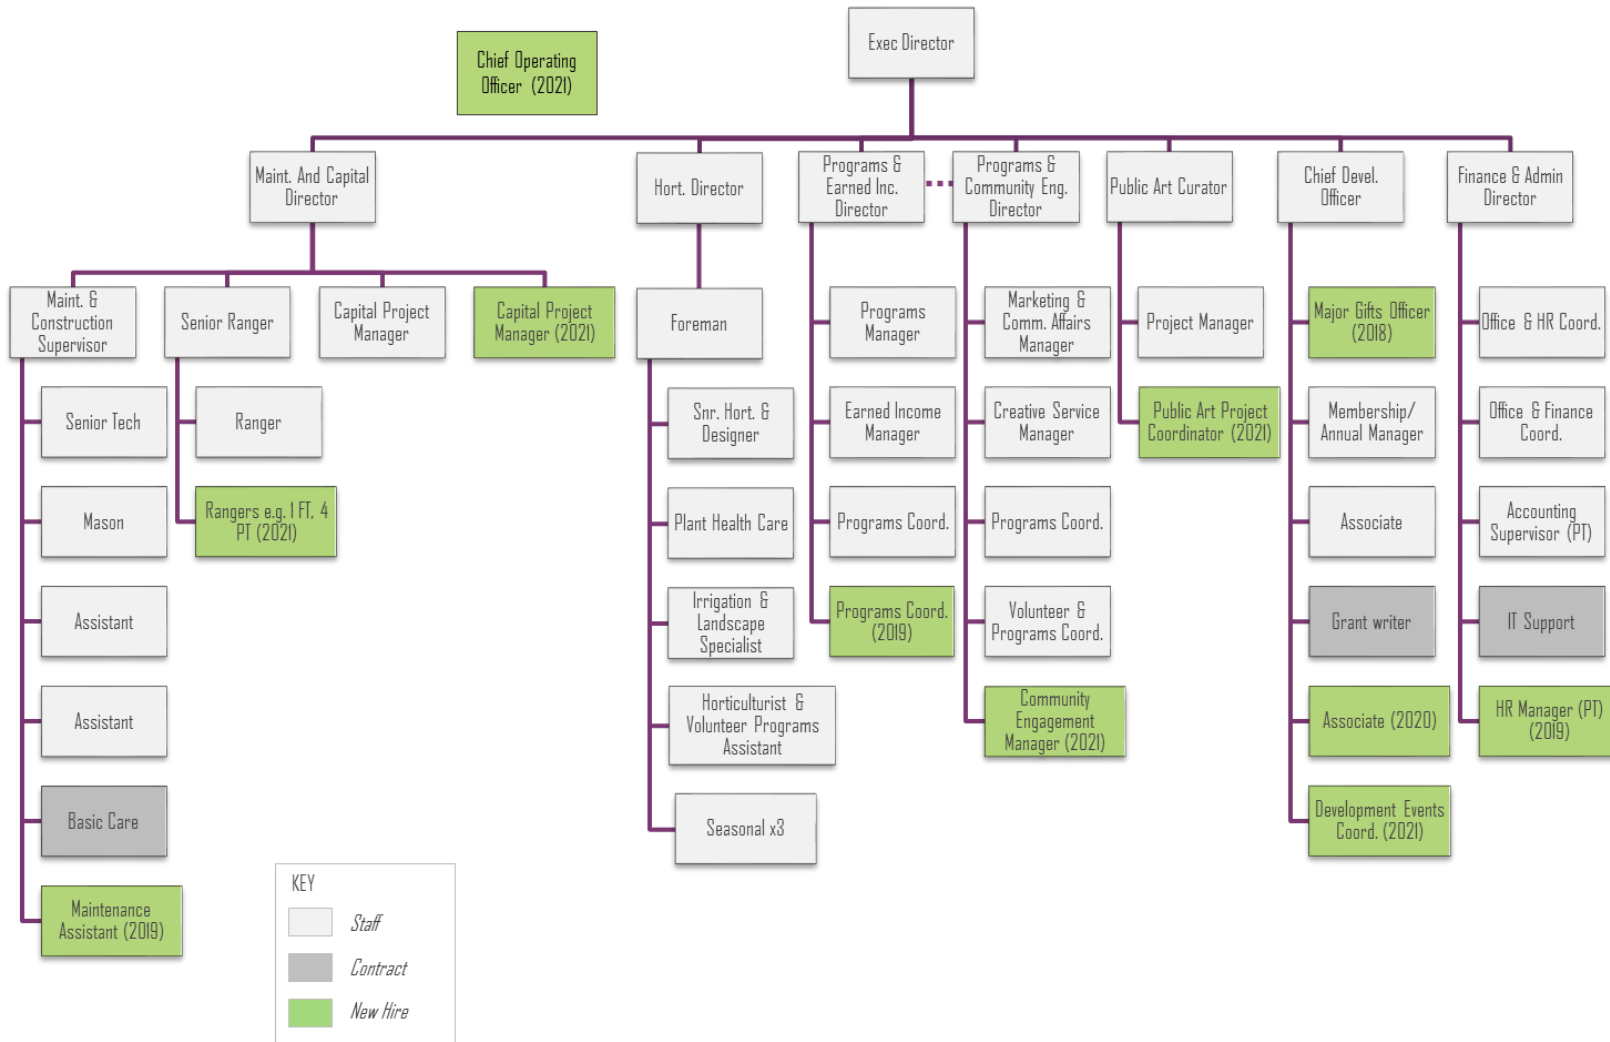 Exec Director
Chief Operating
Officer (2021)
Maint. And Capital
Director
Hort. Director
Programs &
Earned Inc.
Director
Programs &
Community Eng.
Director
Public Art Curator
Chief Devel.
Officer
Finance & Admin
Director
Maint. &
Construction
Supervisor
Senior Ranger
Capital Project
Manager
Capital Project
Manager (2021)
Foreman
Programs
Manager
Marketing &
Comm. Affairs
Manager
Project Manager
Major Gifts Officer
(2018)
Office & HR Coord.
Senior Tech
Ranger
Snr. Hort. &
Designer
Earned Income
Manager
Creative Service
Manager
Public Art Project
Coordinator (2021)
Membership/
Annual Manager
Office & Finance
Coord.
Mason
Rangers e.g. 1 FT, 4
PT (2021)
Plant Health Care
Programs Coord.
Programs Coord.
Associate
Accounting
Supervisor (PT)
Assistant
Irrigation &
Landscape
Specialist
Programs Coord.
(2019)
Volunteer &
Programs Coord.
Grant writer
IT Support
Assistant
Horticulturist &
Volunteer Programs
Assistant
Community
Engagement
Manager (2021)
Associate (2020)
HR Manager (PT)
(2019)
Basic Care
Seasonal x3
Development Events
Coord. (2021)
Maintenance
Assistant (2019)
KEY
Staff
Contract
New Hire